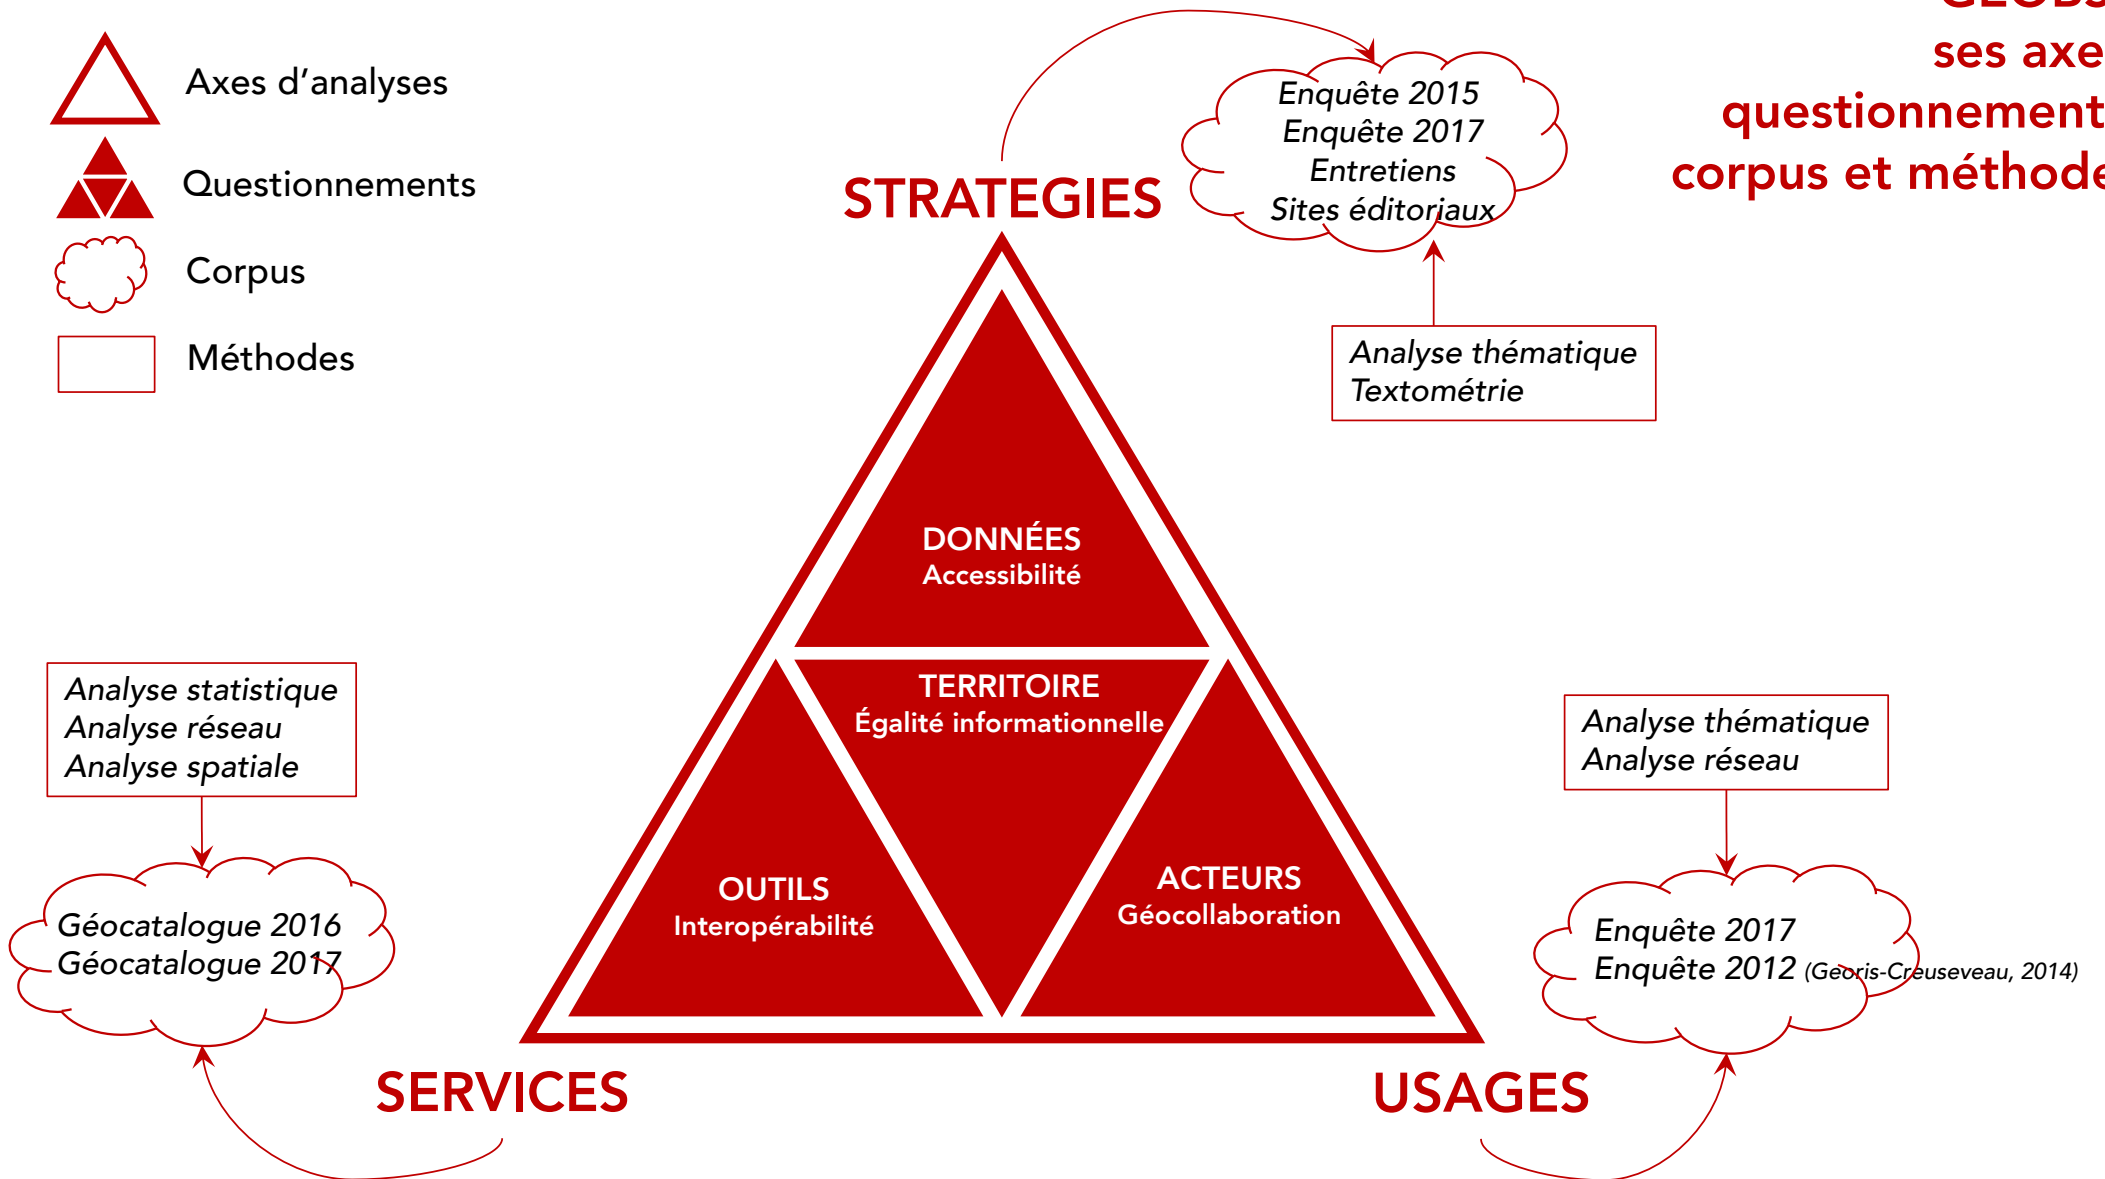 ses axe
questionnement
corpus et méthode
Axes d'analyses
Questionnements
Corpus
Méthodes
STRATEGIES
Enquête 2015
Enquête 2017
Entretiens
Sites éditoriaux
Analyse thématique
Textométrie
DONNÉES
Accessibilité
TERRITOIRE
Égalité informationnelle
OUTILS
Interopérabilité
ACTEURS
Géocollaboration
Analyse statistique
Analyse réseau
Analyse spatiale
Géocatalogue 2016
Géocatalogue 2017
SERVICES
Analyse thématique
Analyse réseau
Enquête 2017
Enquête 2012 (Georis-Creuseveau, 2014)
USAGES